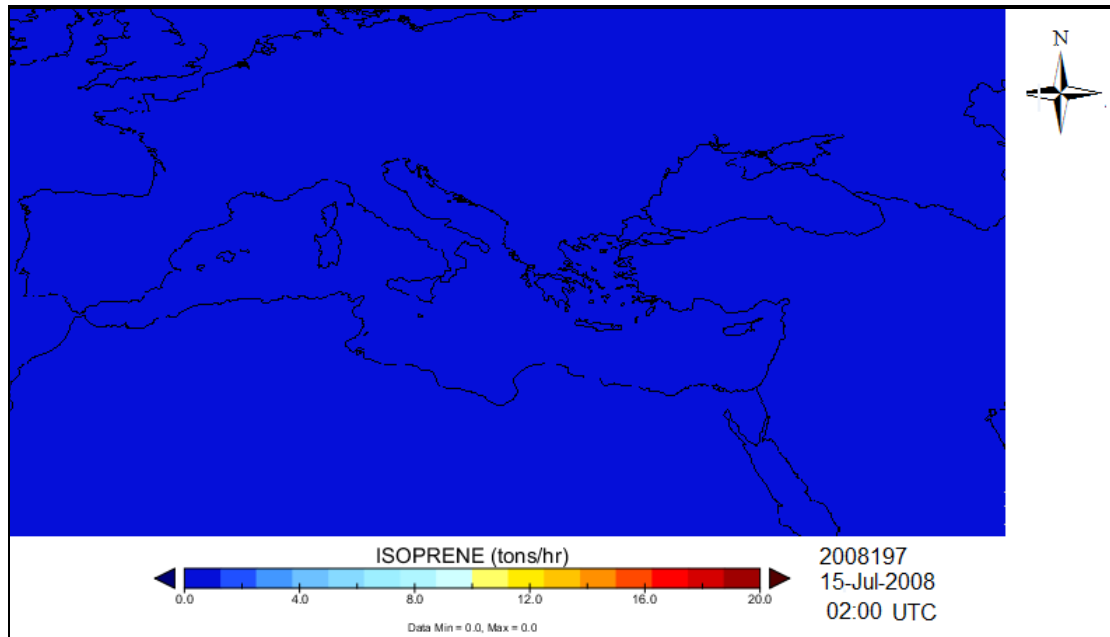 N
ISOPRENE (tons/hr)
0.0 4.0 8.0 12.0 16.0 20.0
Data Min = 0.0, Max = 0.0
2008197
15-Jul-2008
02:00 UTC